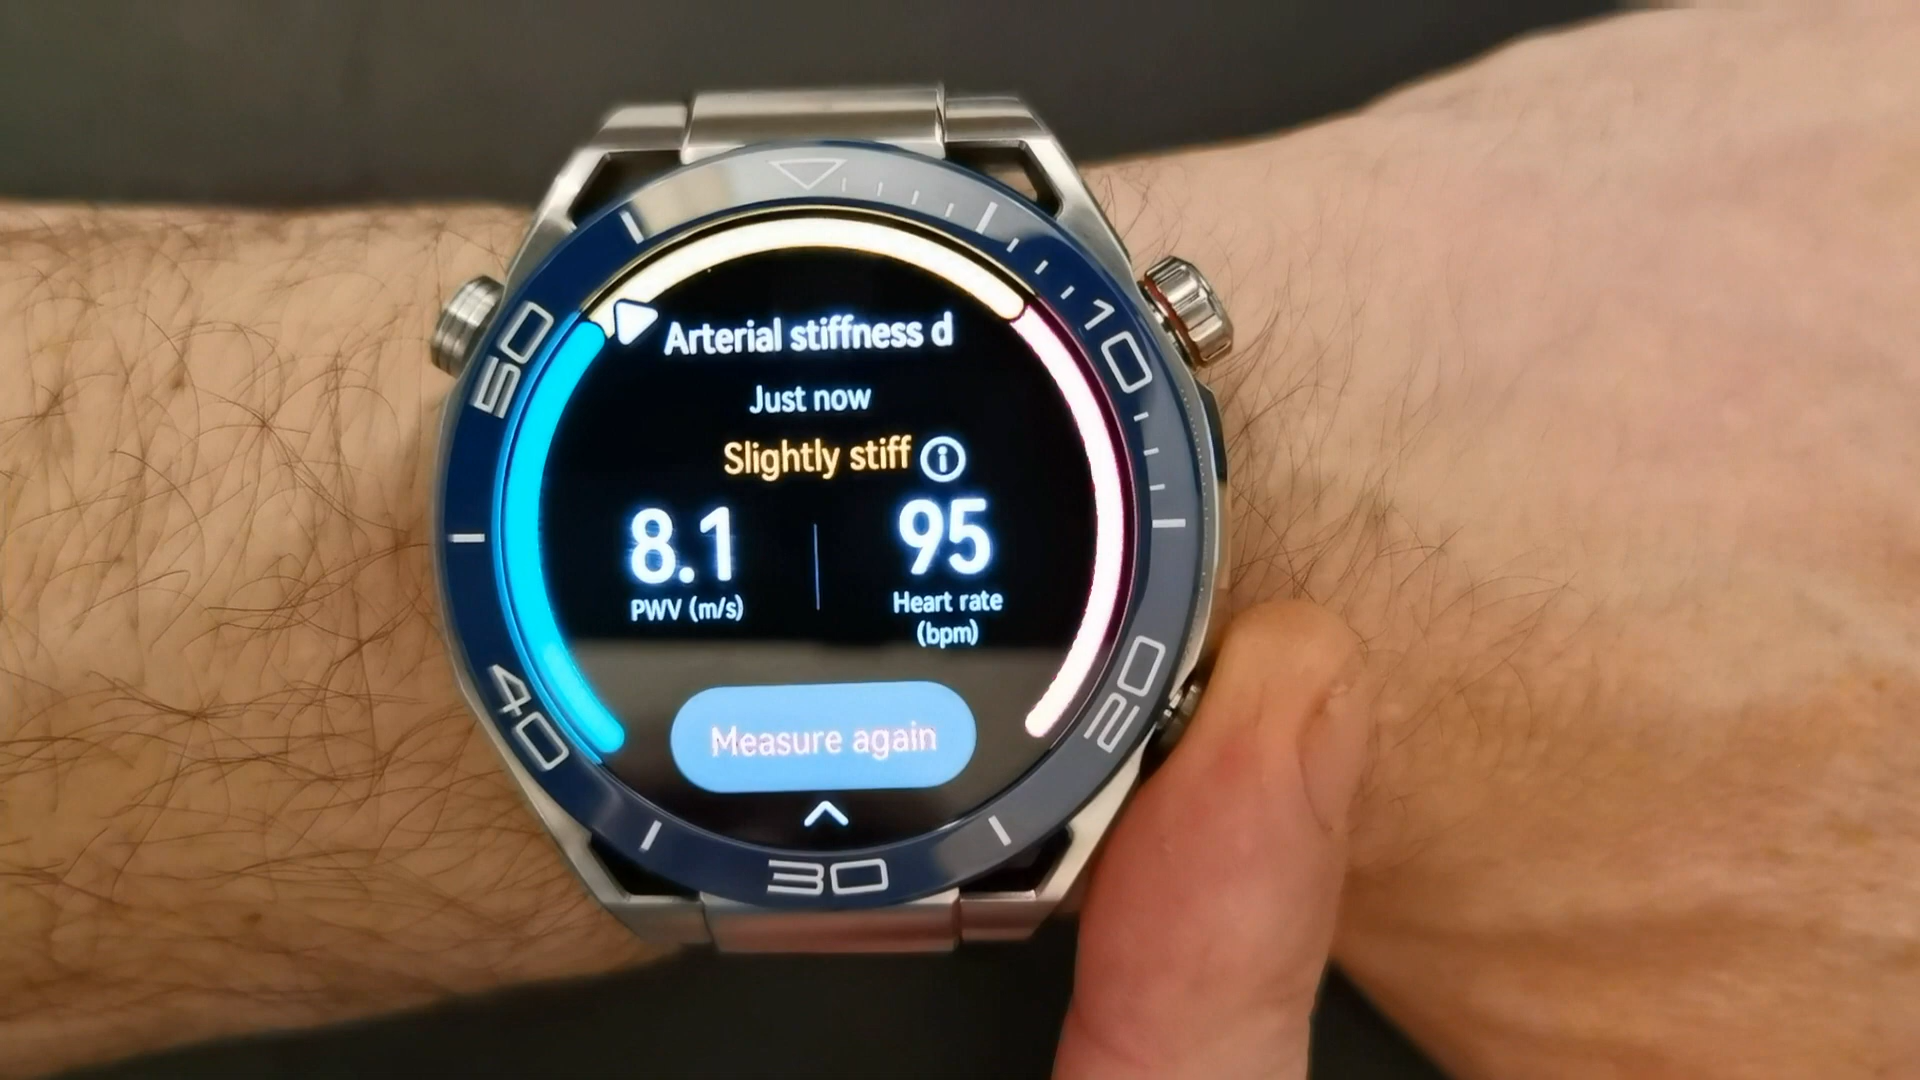 Arterial stiffness d
Just now
Slightly stiff
8.1
PWV (m/s)
95
Heart rate
(bpm)
Measure again
10
20
30
40
50